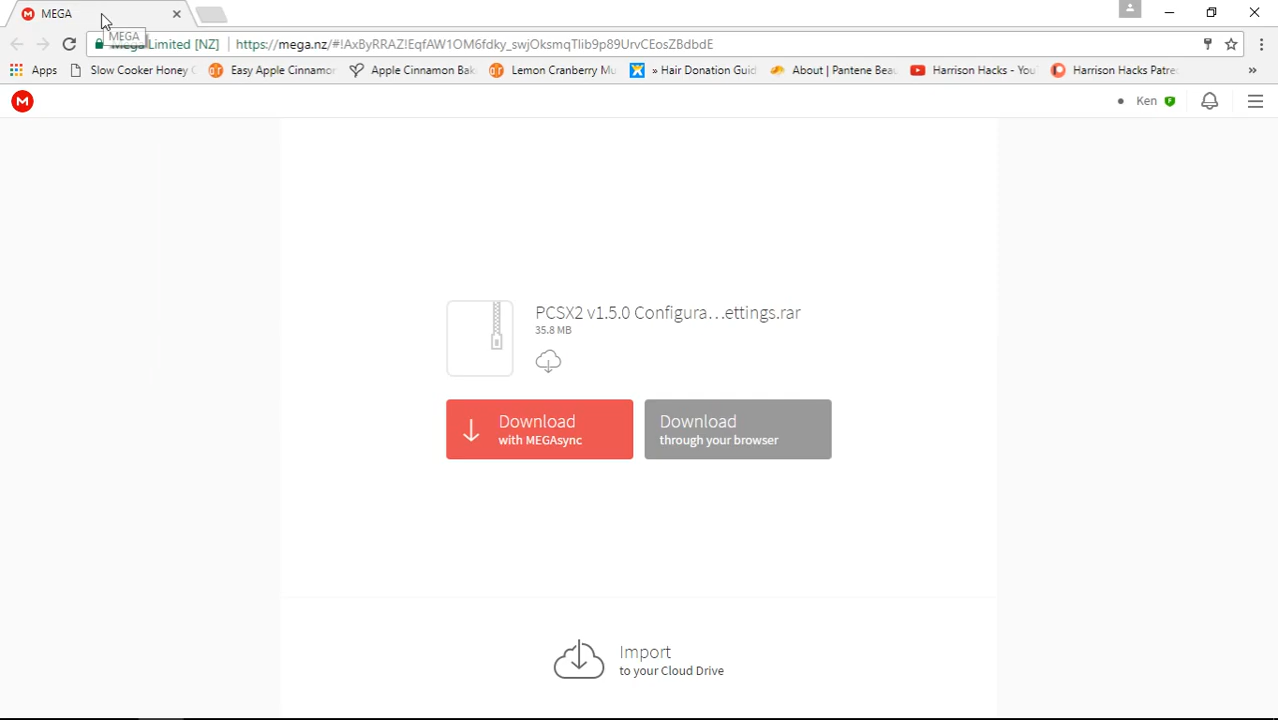 MEGA
MEGA
Mega Limited [NZ]
https://mega.nz/#!AxByRRAZ!EqfAW1OM6fdky_swjOksmqTlib9p89UrvCEosZBdbdE
Apps
Slow Cooker Honey
Easy Apple Cinnamon
Apple Cinnamon Bak
Lemon Cranberry Mu
» Hair Donation Guid
About | Pantene Beau
Harrison Hacks - You
Harrison Hacks Patre
»
M
Ken
PCSX2 v1.5.0 Configura...ettings.rar
35.8 MB
Download
with MEGAsync
Download
through your browser
Import
to your Cloud Drive